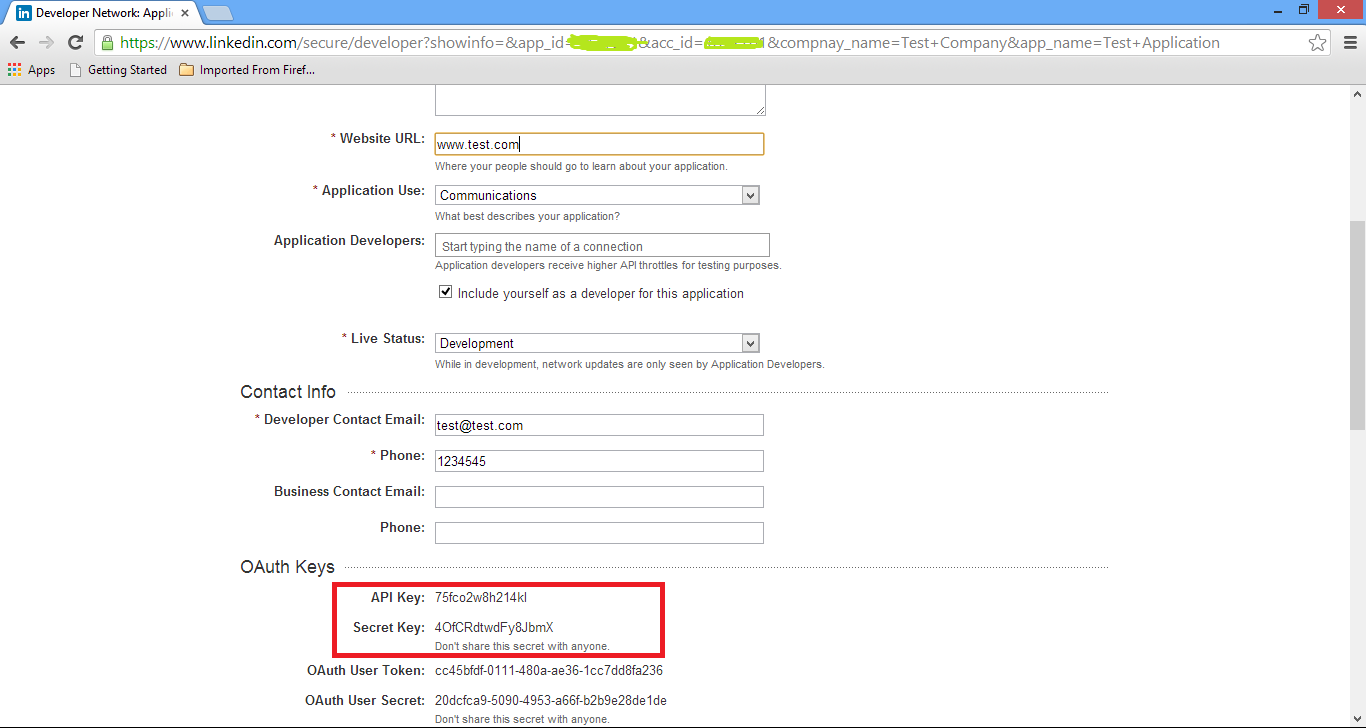 Developer Network: Appli
https://www.linkedin.com/secure/developer?showinfo=&app_id= &acc_id= 1&compnay_name=Test+Company&app_name=Test+Application
Apps Getting Started Imported From Firef...
* Website URL: www.test.com
Where your people should go to learn about your application.
* Application Use: Communications
What best describes your application?
Application Developers: Start typing the name of a connection
Application developers receive higher API throttles for testing purposes.
Include yourself as a developer for this application
* Live Status: Development
While in development, network updates are only seen by Application Developers.
Contact Info
* Developer Contact Email: test@test.com
* Phone: 1234545
Business Contact Email:
Phone:
OAuth Keys
API Key: 75fco2w8h214kl
Secret Key: 4OfCRdtwdFy8JbmX
Don't share this secret with anyone.
OAuth User Token: cc45bfdf-0111-480a-ae36-1cc7dd8fa236
OAuth User Secret: 20dcfca9-5090-4953-a66f-b2b9e28de1de
Don't share this secret with anyone.